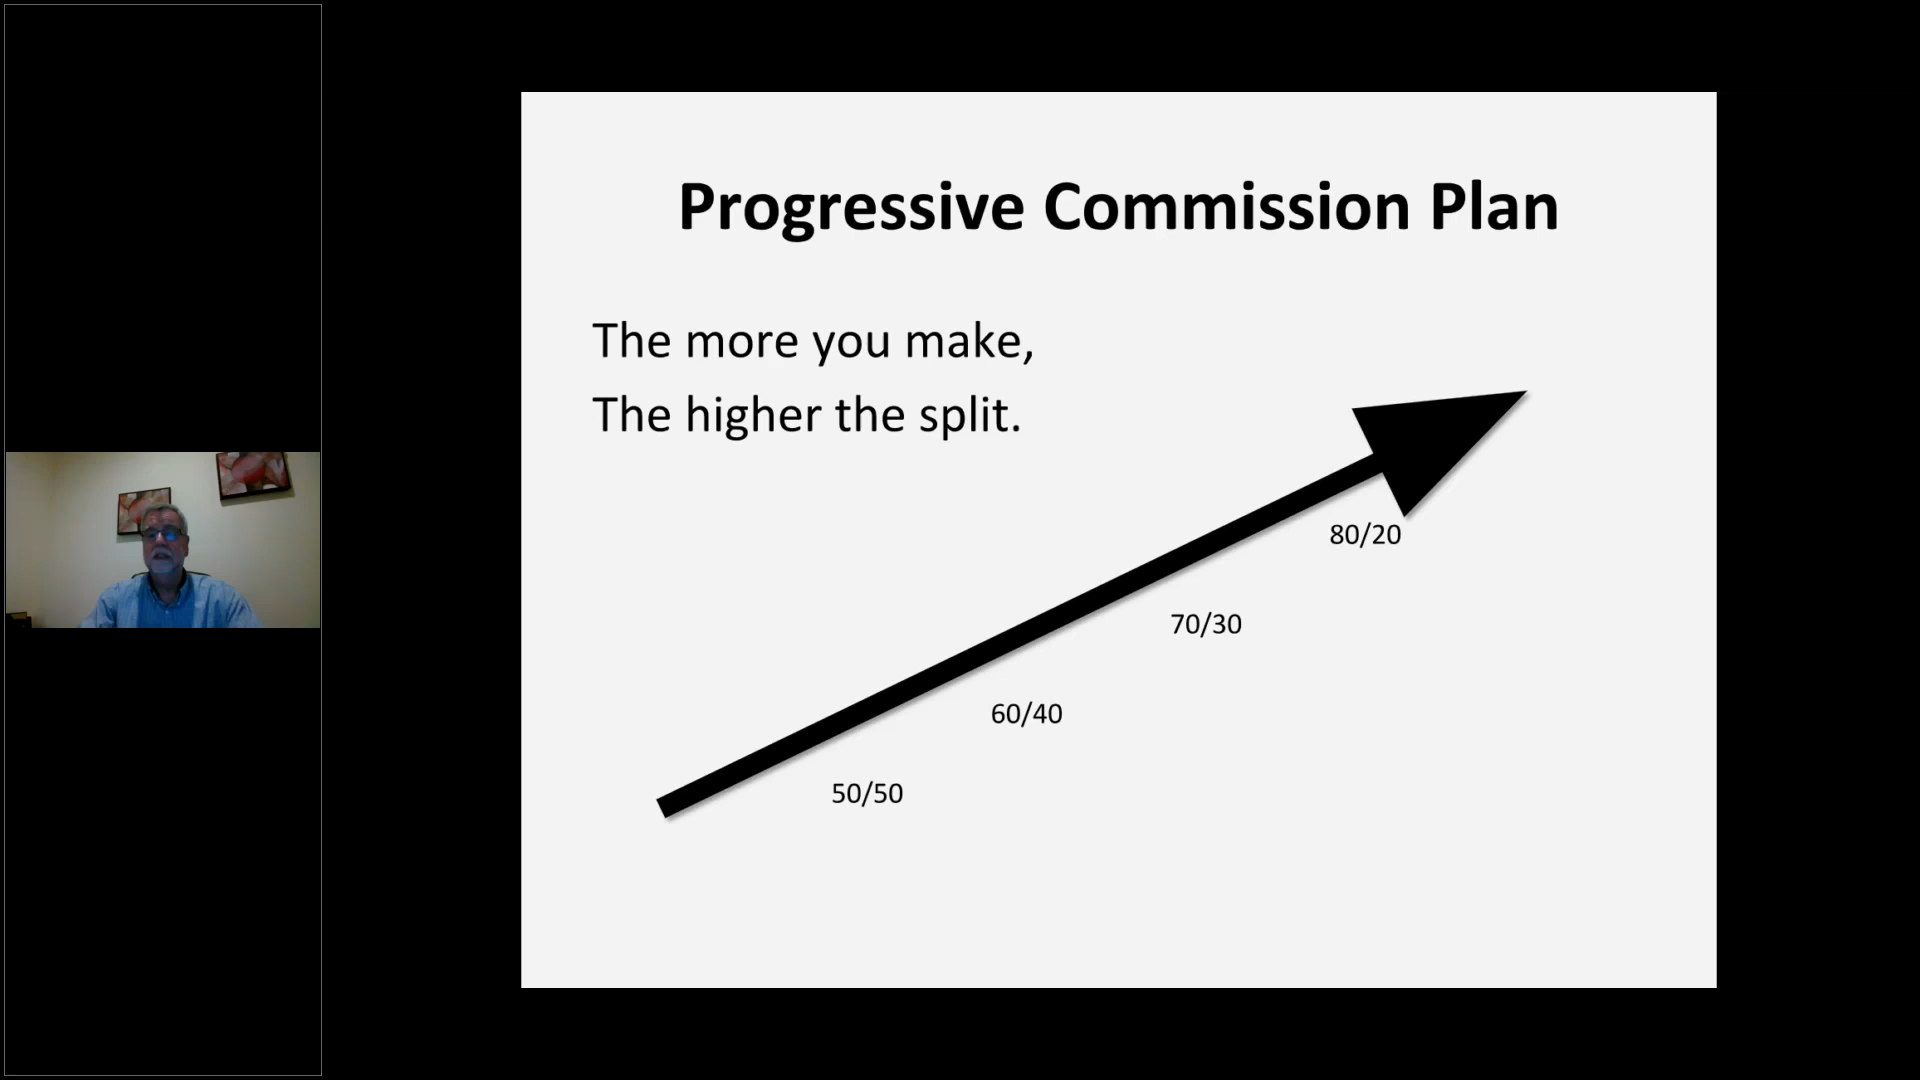 Progressive Commission Plan
The more you make,
The higher the split.
80/20
70/30
60/40
50/50